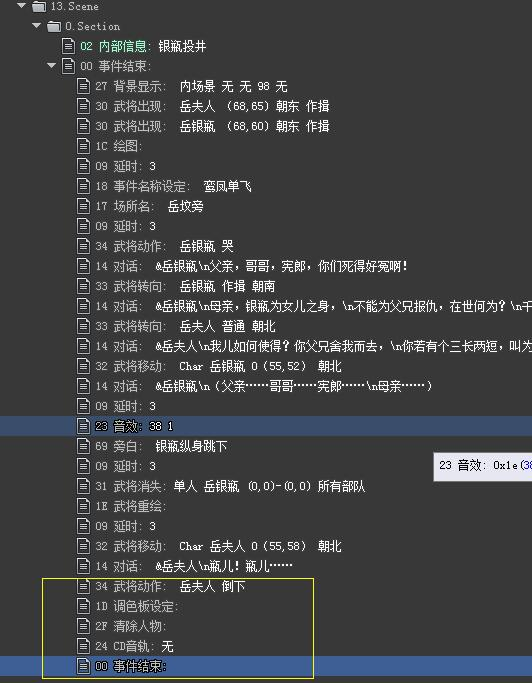 13.Scene
0.Section
02 内部信息: 银瓶投井
00 事件结束:
27 背景显示: 内场景 无 无 98 无
30 武将出现: 岳夫人 (68,65) 朝东 作揖
30 武将出现: 岳银瓶 (68,60) 朝东 作揖
1C 绘图:
09 延时: 3
18 事件名称设定: 鸾凤单飞
17 场所名: 岳坟旁
09 延时: 3
34 武将动作: 岳银瓶 哭
14 对话: &岳银瓶\n父亲，哥哥，宪郎，你们死得好冤啊！
33 武将转向: 岳银瓶 作揖 朝南
14 对话: &岳银瓶\n母亲，银瓶为女儿之身，\n不能为父兄报仇，在世何为？\n千
33 武将转向: 岳夫人 普通 朝北
14 对话: &岳夫人\n我儿如何使得？你父兄舍我而去，\n你若有个三长两短，叫为
32 武将移动: Char 岳银瓶 0 (55,52) 朝北
14 对话: &岳银瓶\n（父亲……哥哥……宪郎……\n母亲……）
09 延时: 3
23 音效: 38 1
69 旁白: 银瓶纵身跳下
23 音效: 0x1e(38
09 延时: 3
31 武将消失: 单人 岳银瓶 (0,0)-(0,0) 所有部队
1E 武将重绘:
09 延时: 3
32 武将移动: Char 岳夫人 0 (55,58) 朝北
14 对话: &岳夫人\n瓶儿！瓶儿……
34 武将动作: 岳夫人 倒下
1D 调色板设定:
2F 清除人物:
24 CD音轨: 无
00 事件结束: